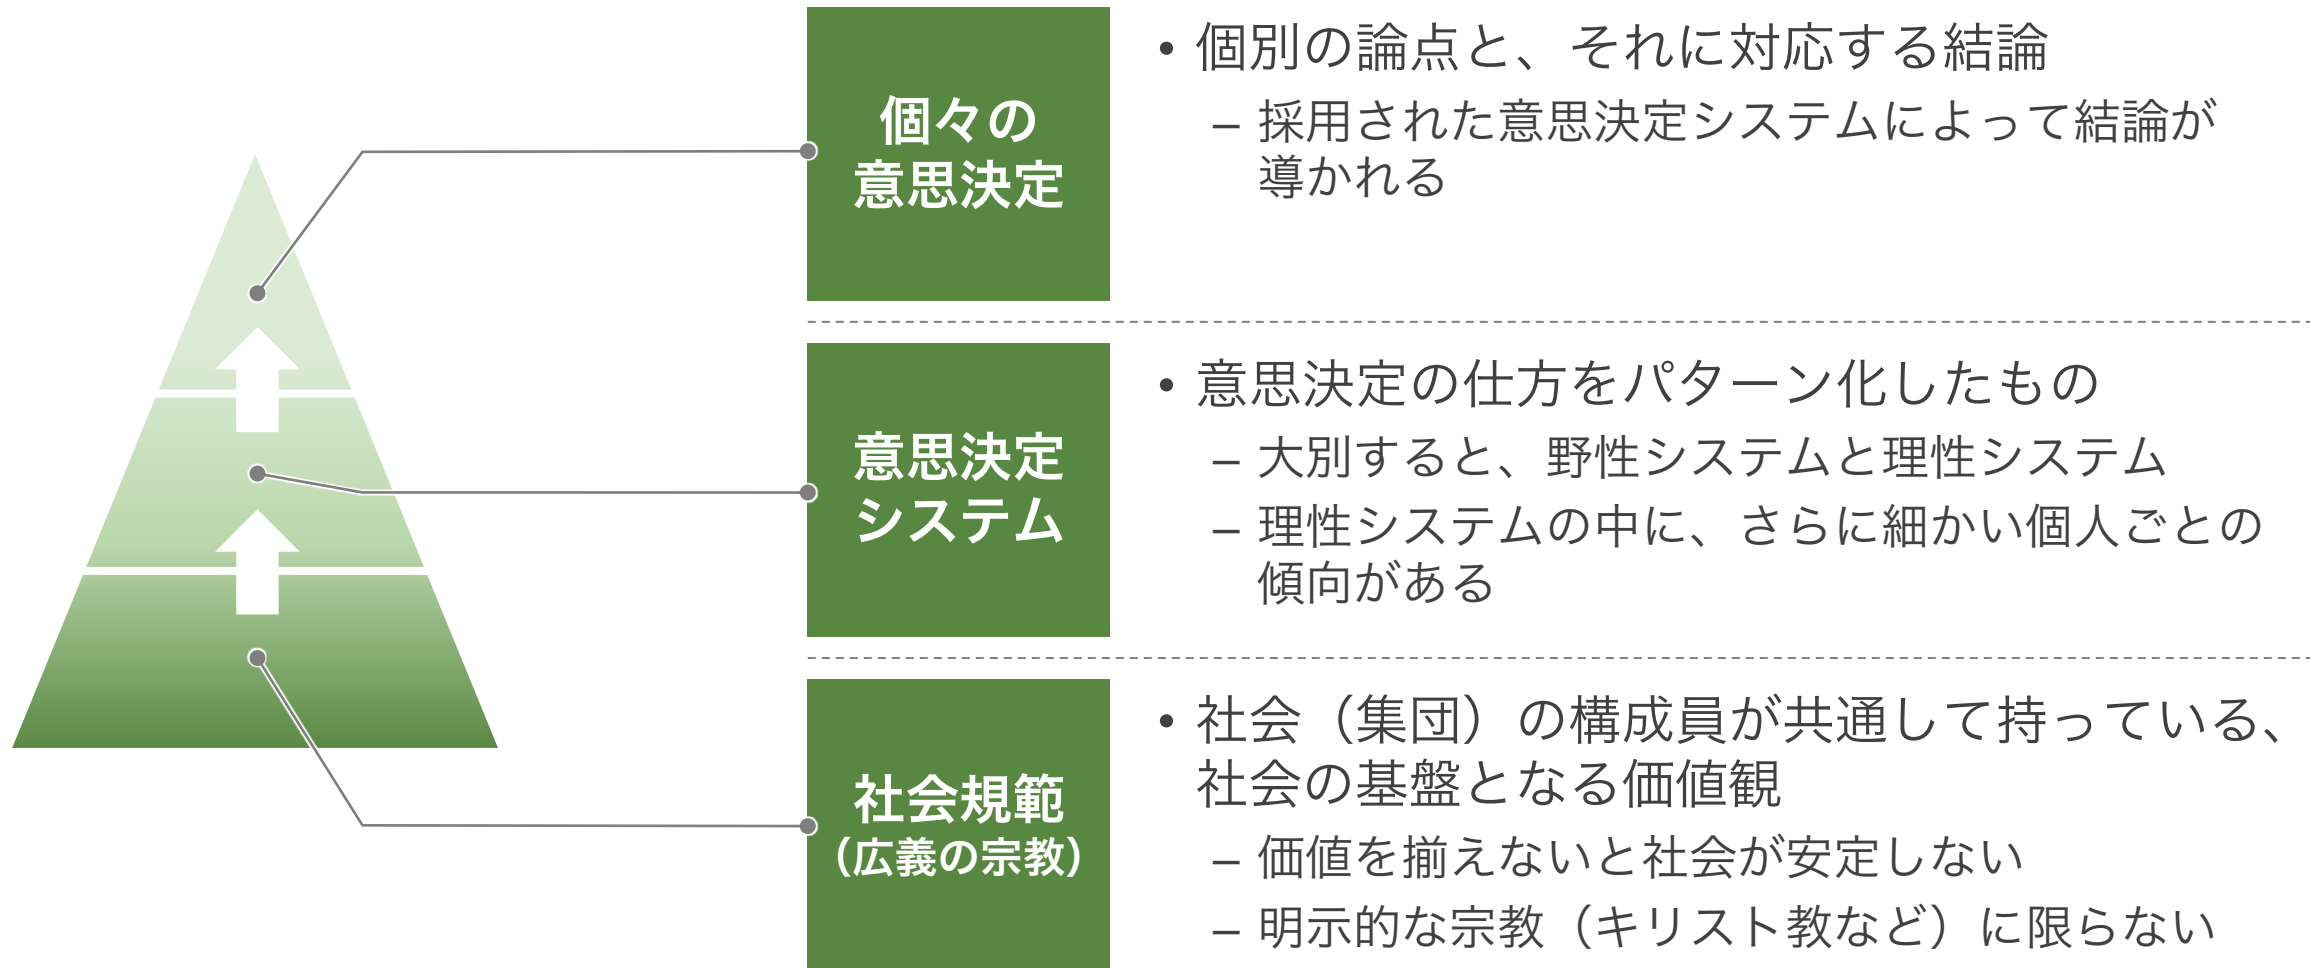 個々の
意思決定
• 個別の論点と、それに対応する結論
– 採用された意思決定システムによって結論が
導かれる
意思決定
システム
• 意思決定の仕方をパターン化したもの
– 大別すると、野性システムと理性システム
– 理性システムの中に、さらに細かい個人ごとの
傾向がある
社会規範
（広義の宗教）
• 社会（集団）の構成員が共通して持っている、
社会の基盤となる価値観
– 価値を揃えないと社会が安定しない
– 明示的な宗教（キリスト教など）に限らない